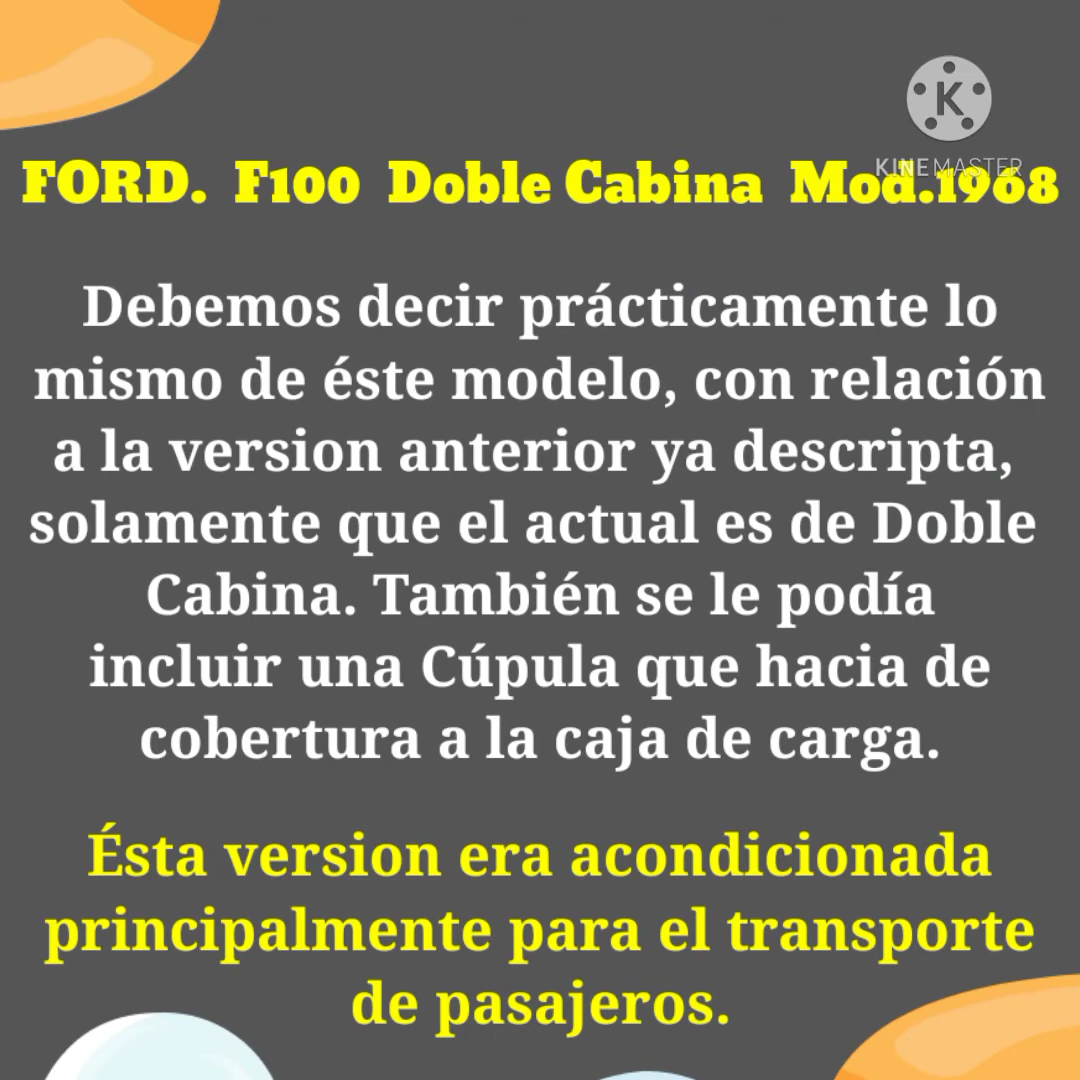 KINEMASTER
FORD. F100 Doble Cabina Mod.1968
Debemos decir prácticamente lo
mismo de éste modelo, con relación
a la version anterior ya descripta,
solamente que el actual es de Doble
Cabina. También se le podía
incluir una Cúpula que hacia de
cobertura a la caja de carga.
Ésta version era acondicionada
principalmente para el transporte
de pasajeros.